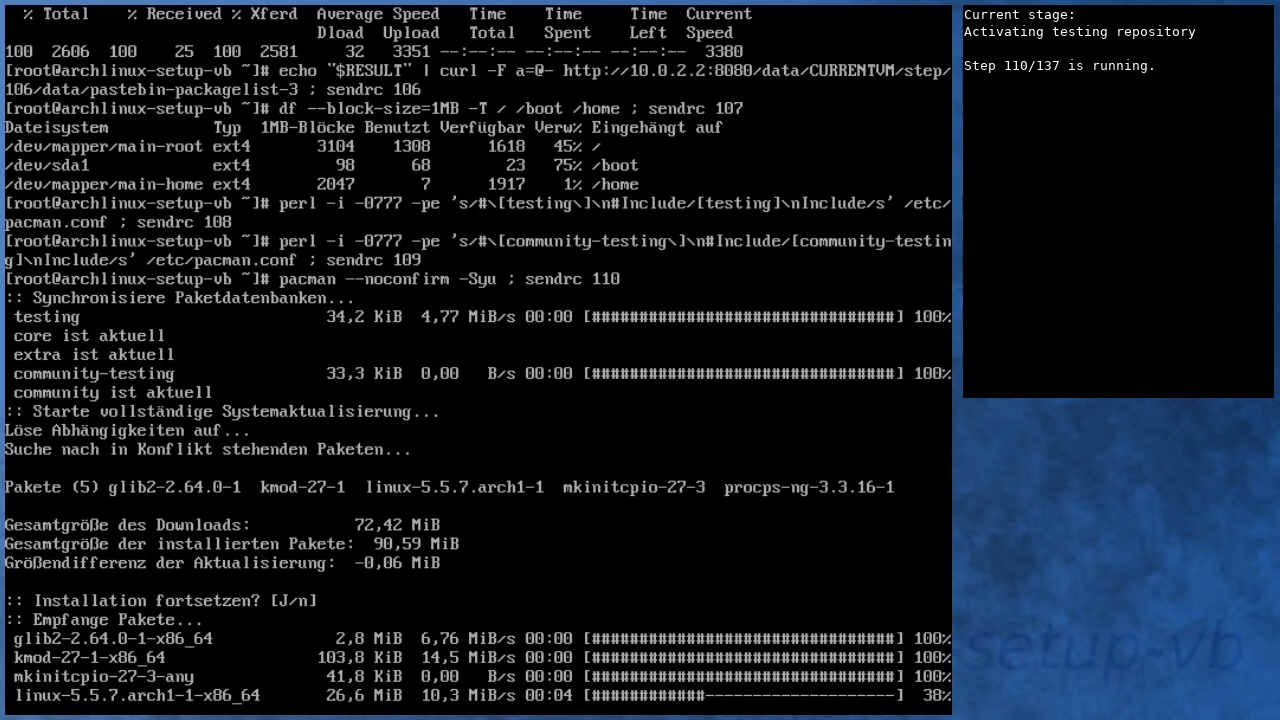 % Total    % Received % Xferd  Average Speed   Time    Time     Time  Current
                                 Dload  Upload   Total   Spent    Left  Speed
100  2606  100    25  100  2581     32   3351 --:--:-- --:--:-- --:--:--  3380
[root@archlinux-setup-vb ~]# echo "$RESULT" | curl -F a=@- http://10.0.2.2:8080/data/CURRENTVM/step/
106/data/pastebin-packagelist-3 ; sendrc 106
[root@archlinux-setup-vb ~]# df --block-size=1MB -T / /boot /home ; sendrc 107
Dateisystem           Typ  1MB-Blöcke Benutzt Verfügbar Verw% Eingehängt auf
/dev/mapper/main-root ext4       3104    1308      1618   45% /
/dev/sda1             ext4         98      68        23   75% /boot
/dev/mapper/main-home ext4       2047       7      1917    1% /home
[root@archlinux-setup-vb ~]# perl -i -0777 -pe 's/#\[testing\]\n#Include/[testing]\nInclude/s' /etc/
pacman.conf ; sendrc 108
[root@archlinux-setup-vb ~]# perl -i -0777 -pe 's/#\[community-testing\]\n#Include/[community-testin
g]\nInclude/s' /etc/pacman.conf ; sendrc 109
[root@archlinux-setup-vb ~]# pacman --noconfirm -Syu ; sendrc 110
:: Synchronisiere Paketdatenbanken...
 testing                          34,2 KiB  4,77 MiB/s 00:00 [################################] 100%
 core ist aktuell
 extra ist aktuell
 community-testing                33,3 KiB  0,00   B/s 00:00 [################################] 100%
 community ist aktuell
:: Starte vollständige Systemaktualisierung...
Löse Abhängigkeiten auf...
Suche nach in Konflikt stehenden Paketen...
Pakete (5) glib2-2.64.0-1  kmod-27-1  linux-5.5.7.arch1-1  mkinitcpio-27-3  procps-ng-3.3.16-1
Gesamtgröße des Downloads:           72,42 MiB
Gesamtgröße der installierten Pakete:  90,59 MiB
Größendifferenz der Aktualisierung:  -0,06 MiB
:: Installation fortsetzen? [J/n]
:: Empfange Pakete...
 glib2-2.64.0-1-x86_64             2,8 MiB  6,76 MiB/s 00:00 [################################] 100%
 kmod-27-1-x86_64                103,8 KiB  14,5 MiB/s 00:00 [################################] 100%
 mkinitcpio-27-3-any              41,8 KiB  0,00   B/s 00:00 [################################] 100%
 linux-5.5.7.arch1-1-x86_64       26,6 MiB  10,3 MiB/s 00:04 [############--------------------]  38%
Current stage:
Activating testing repository
Step 110/137 is running.
setup-vb